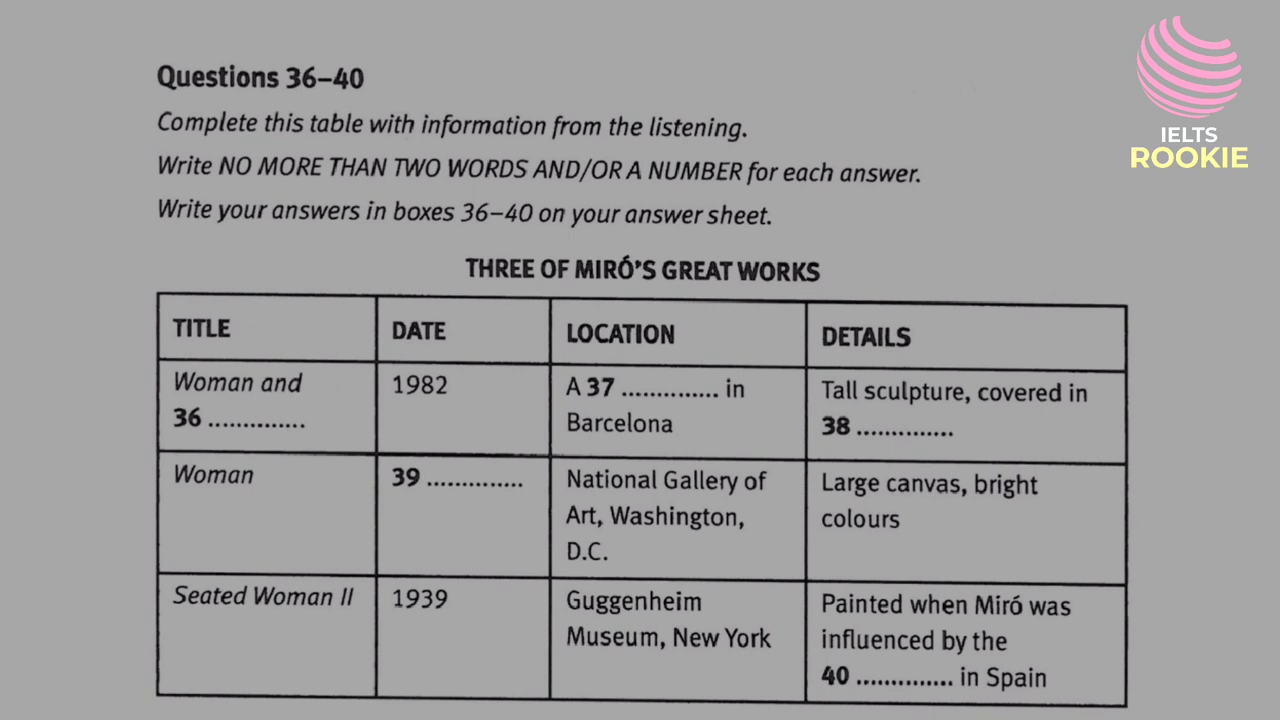 IELTS
ROOKIE
Questions 36–40
Complete this table with information from the listening.
Write NO MORE THAN TWO WORDS AND/OR A NUMBER for each answer.
Write your answers in boxes 36–40 on your answer sheet.
THREE OF MIRÓ'S GREAT WORKS
TITLE
DATE
LOCATION
DETAILS
Woman and
36 ..............
1982
A 37 .............. in
Barcelona
Tall sculpture, covered in
38 ..............
Woman
39 ..............
National Gallery of
Art, Washington,
D.C.
Large canvas, bright
colours
Seated Woman II
1939
Guggenheim
Museum, New York
Painted when Miró was
influenced by the
40 .............. in Spain